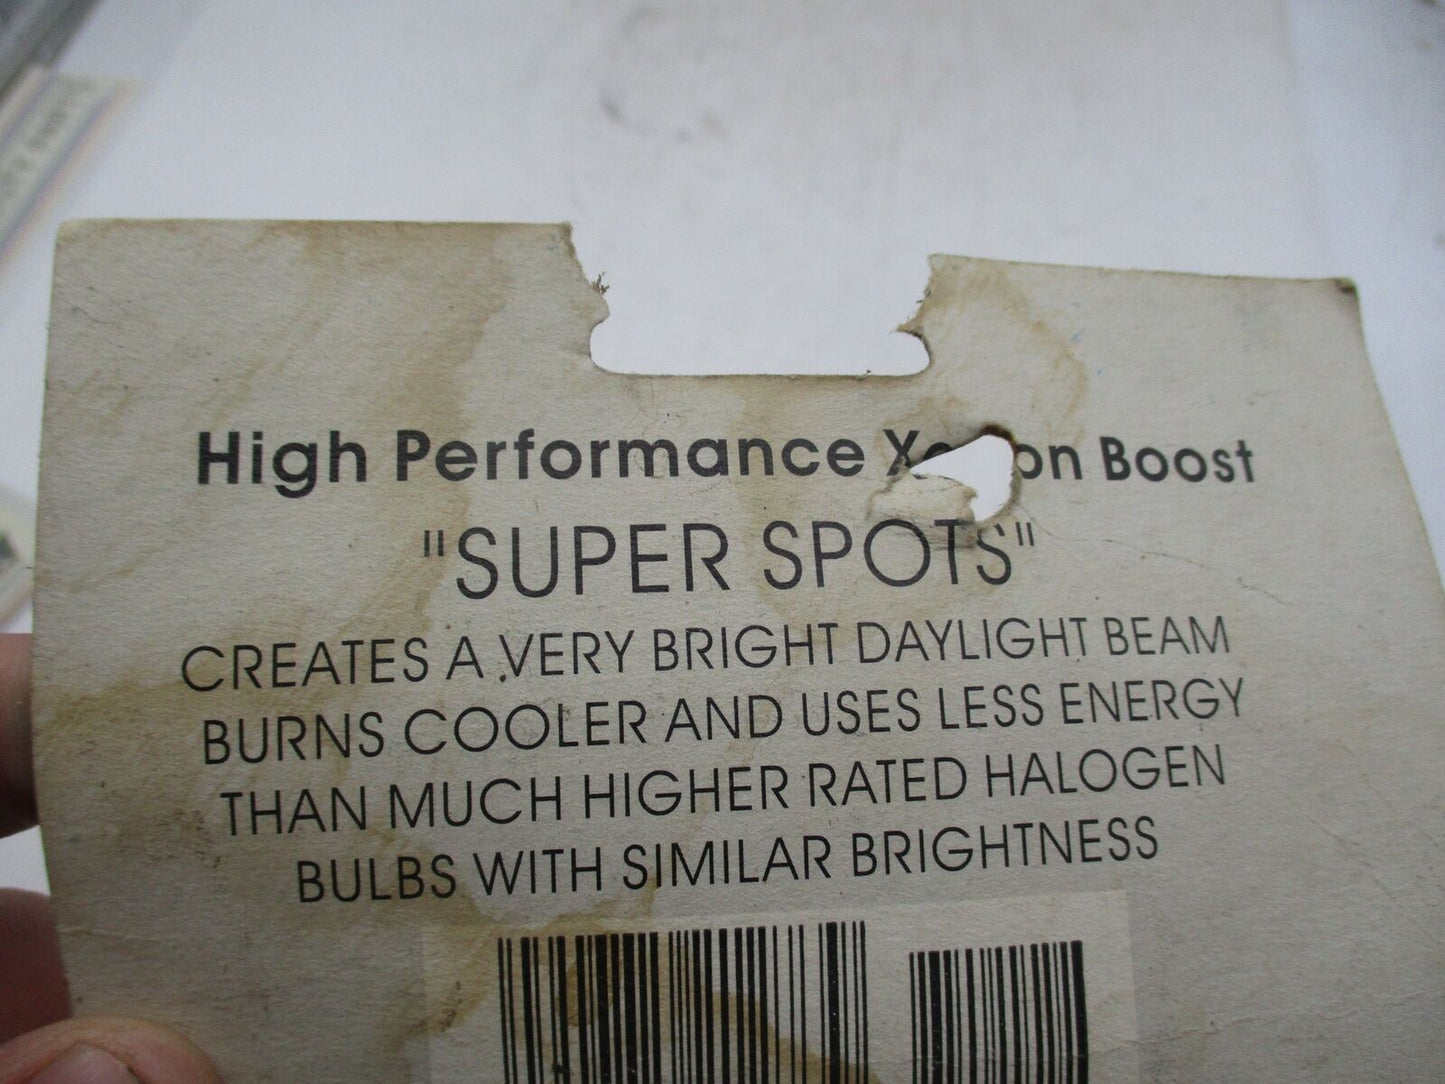 High Performance Xenon Boost
"SUPER SPOTS"
CREATES A VERY BRIGHT DAYLIGHT BEAM
BURNS COOLER AND USES LESS ENERGY
THAN MUCH HIGHER RATED HALOGEN
BULBS WITH SIMILAR BRIGHTNESS